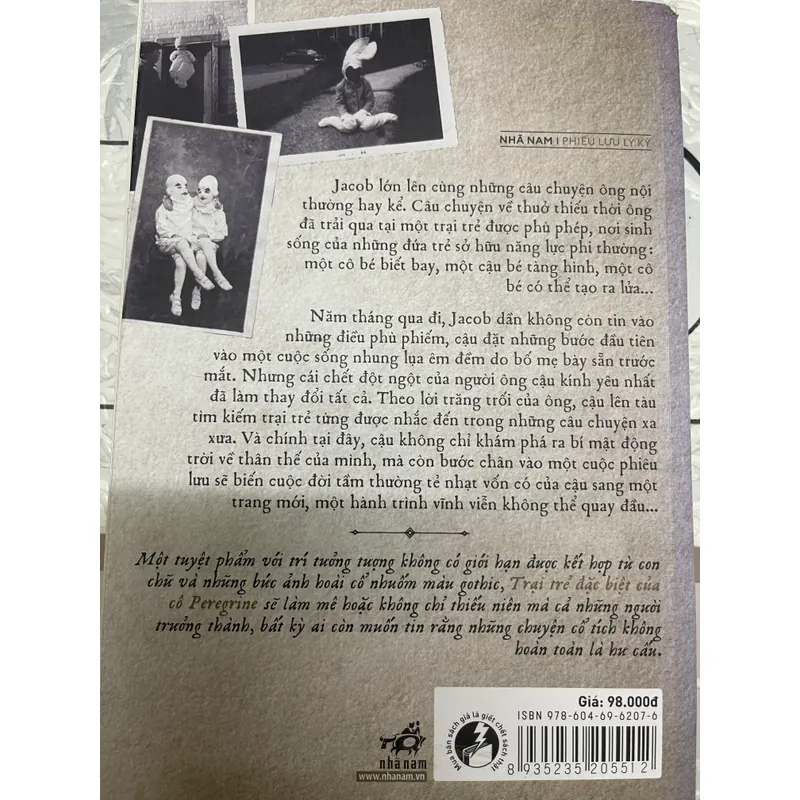 NHÃ NAM | PHIÊU LƯU LY KỲ
Jacob lớn lên cùng những câu chuyện ông nội
thường hay kể. Câu chuyện về thuở thiếu thời ông
đã trải qua tại một trại trẻ được phù phép, nơi sinh
sống của những đứa trẻ sở hữu năng lực phi thường:
một cô bé biết bay, một cậu bé tàng hình, một cô
bé có thể tạo ra lửa...
Năm tháng qua đi, Jacob dần không còn tin vào
những điều phù phiếm, cậu đặt những bước đầu tiên
vào một cuộc sống nhung lụa êm đềm do bố mẹ bày sẵn trước
mắt. Nhưng cái chết đột ngột của người ông cậu kính yêu nhất
đã làm thay đổi tất cả. Theo lời trăng trối của ông, cậu lên tàu
tìm kiếm trại trẻ từng được nhắc đến trong những câu chuyện xa
xưa. Và chính tại đây, cậu không chỉ khám phá ra bí mật động
trời về thân thế của mình, mà còn bước chân vào một cuộc phiêu
lưu sẽ biến cuộc đời tầm thường tẻ nhạt vốn có của cậu sang một
trang mới, một hành trình vĩnh viễn không thể quay đầu...
Một tuyệt phẩm với trí tưởng tượng không có giới hạn được kết hợp từ con
chữ và những bức ảnh hoài cổ nhuốm màu gothic, Trại trẻ đặc biệt của
cô Peregrine sẽ làm mê hoặc không chỉ thiếu niên mà cả những người
trưởng thành, bất kỳ ai còn muốn tin rằng những chuyện cổ tích không
hoàn toàn là hư cấu.
nhã nam
www.nhanam.vn
Mua bán sách giả là giết chết sách thật
Giá: 98.000đ
ISBN 978-604-69-6207-6
8 935235 205512